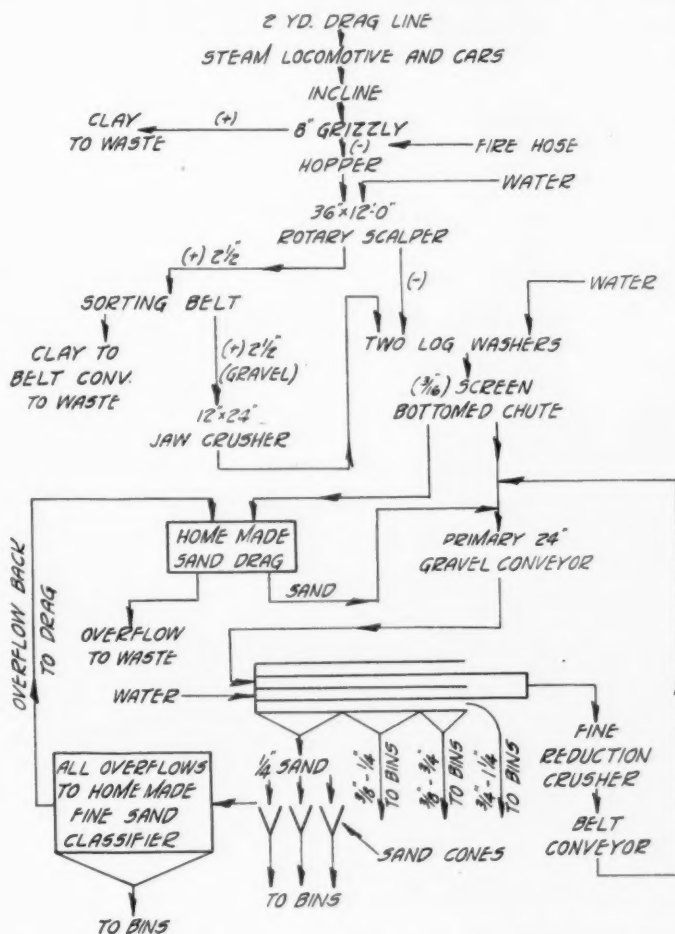 2 YD. DRAG LINE
STEAM LOCOMOTIVE AND CARS
INCLINE
CLAY
TO WASTE
(+)
8" GRIZZLY
(-)
FIRE HOSE
HOPPER
WATER
36"x12'-0"
ROTARY SCALPER
(+) 2½"
(-)
WATER
SORTING BELT
TWO LOG WASHERS
CLAY TO
BELT CONV.
TO WASTE
(+) 2½"
(GRAVEL)
(3/16") SCREEN
BOTTOMED CHUTE
12"x24"
JAW CRUSHER
HOME MADE
SAND DRAG
PRIMARY 24"
GRAVEL CONVEYOR
SAND
OVERFLOW BACK
TO DRAG
OVERFLOW
TO WASTE
WATER
¼" SAND
3/8"-1¼"
TO BINS
3/8"-¾"
TO BINS
¾"-1¼"
TO BINS
FINE
REDUCTION
CRUSHER
ALL OVERFLOWS
TO HOME MADE
FINE SAND
CLASSIFIER
BELT
CONVEYOR
SAND CONES
TO BINS
TO BINS